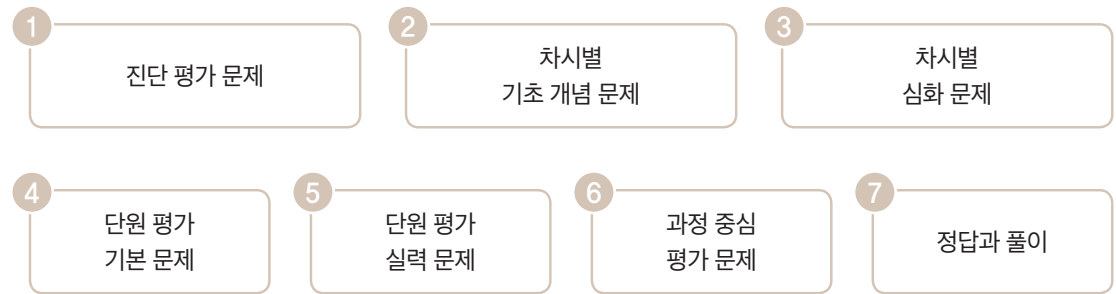 1
진단 평가 문제
2
차시별
기초 개념 문제
3
차시별
심화 문제
4
단원 평가
기본 문제
5
단원 평가
실력 문제
6
과정 중심
평가 문제
7
정답과 풀이